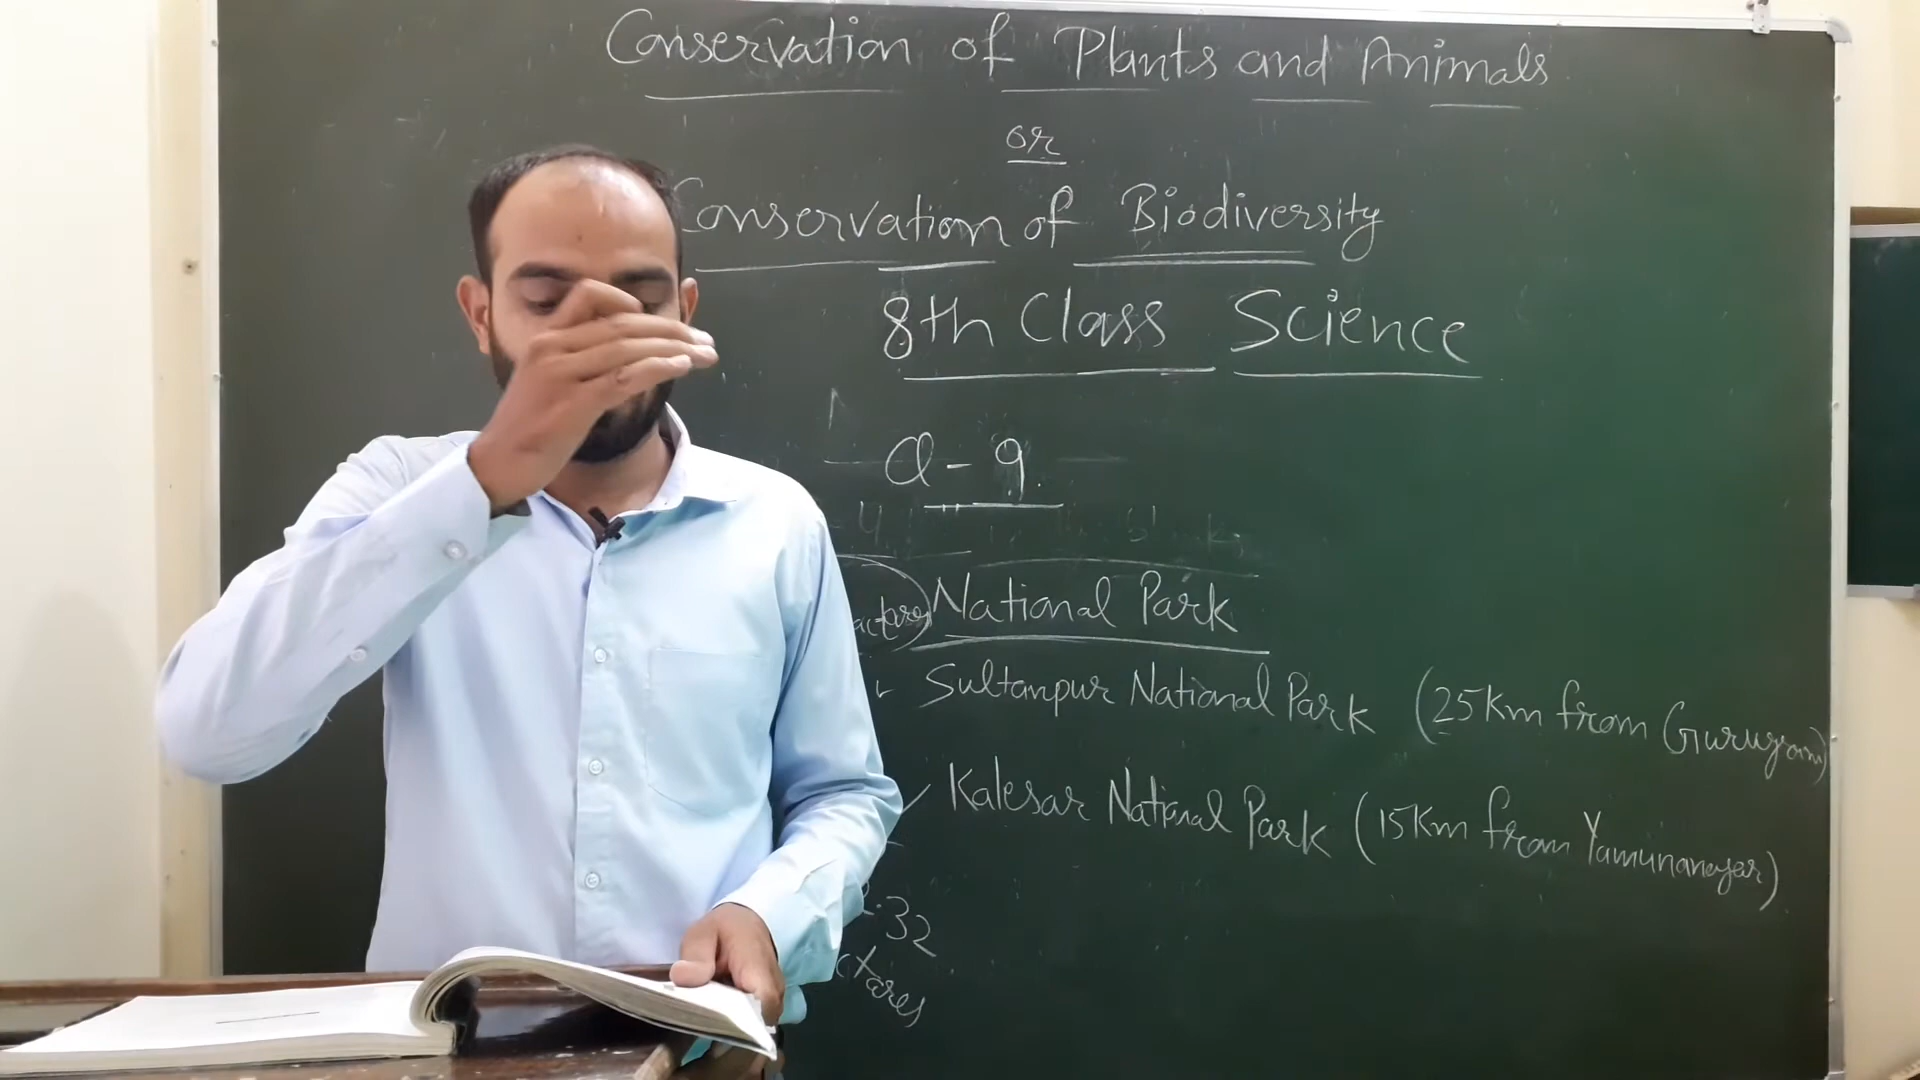 Conservation of Plants and Animals
or
Conservation of Biodiversity
8th Class Science
Q-9
National Park
Sultanpur National Park (25Km from Gurugram)
Kalesar National Park (15Km from Yamunanagar)
32